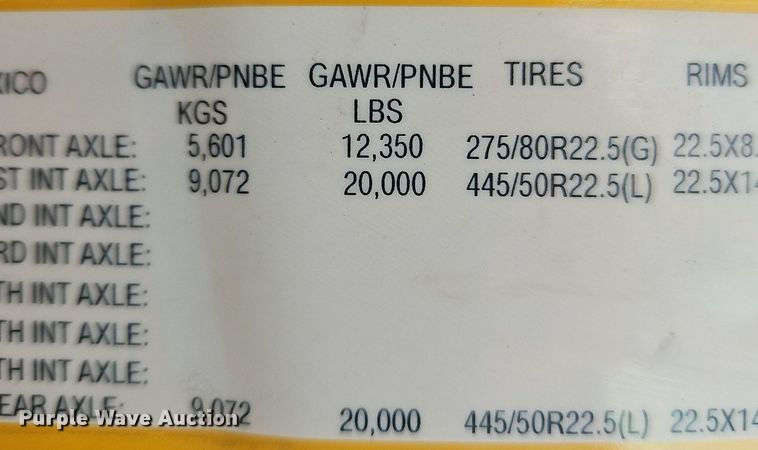 XICO GAWR/PNBE GAWR/PNBE TIRES RIMS
KGS LBS
RONT AXLE: 5,601 12,350 275/80R22.5(G) 22.5X8.
ST INT AXLE: 9,072 20,000 445/50R22.5(L) 22.5X14
ND INT AXLE:
RD INT AXLE:
TH INT AXLE:
TH INT AXLE:
TH INT AXLE:
EAR AXLE: 9,072 20,000 445/50R22.5(L) 22.5X14
Purple Wave Auction